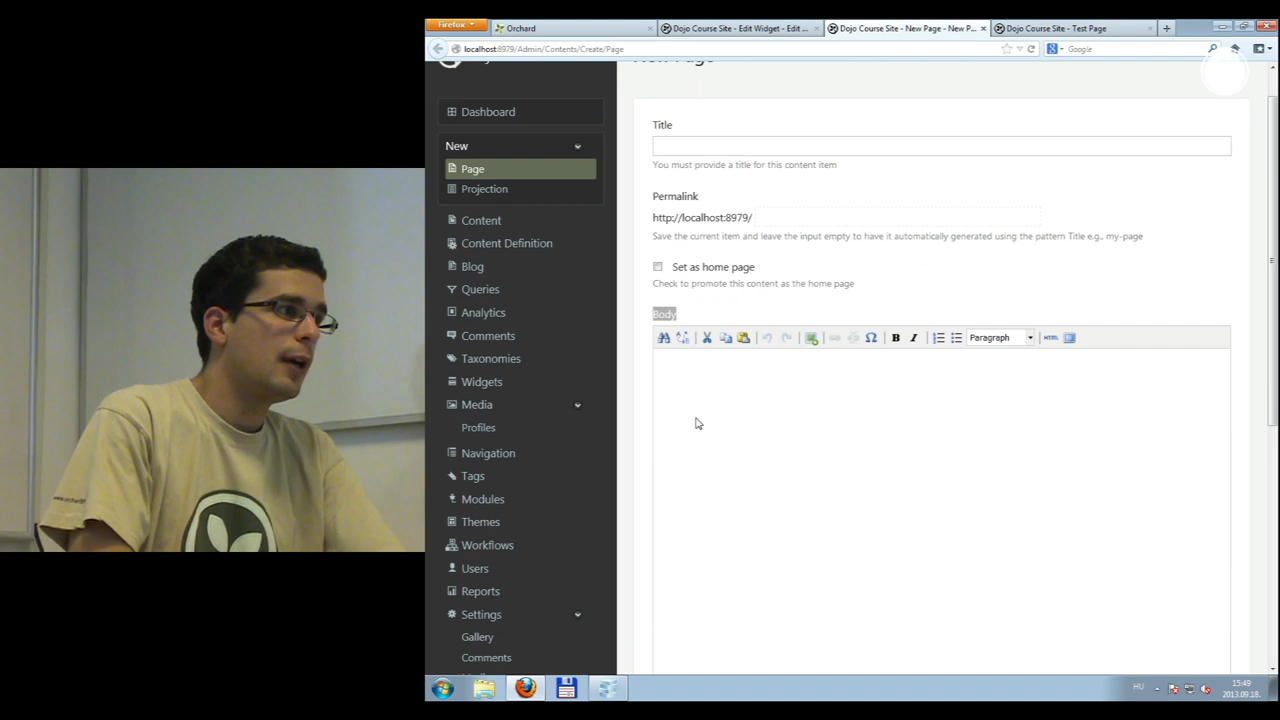 Firefox
Orchard
Dojo Course Site - Edit Widget - Edit ...
Dojo Course Site - New Page - New P...
Dojo Course Site - Test Page
localhost:8979/Admin/Contents/Create/Page
Google
Dashboard
New
Page
Projection
Content
Content Definition
Blog
Queries
Analytics
Comments
Taxonomies
Widgets
Media
Profiles
Navigation
Tags
Modules
Themes
Workflows
Users
Reports
Settings
Gallery
Comments
New Page
Title
You must provide a title for this content item
Permalink
http://localhost:8979/
Save the current item and leave the input empty to have it automatically generated using the pattern Title e.g., my-page
Set as home page
Check to promote this content as the home page
Body
B I Paragraph HTML
HU
15:49
2013.09.18.